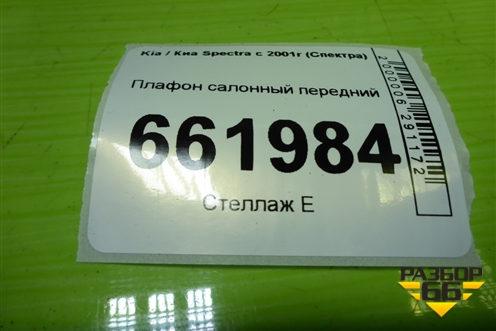 Kia / Киа Spectra с 2001г (Спектра)
Плафон салонный передний
661984
Стеллаж Е
2000006291172
РАЗБОР
66